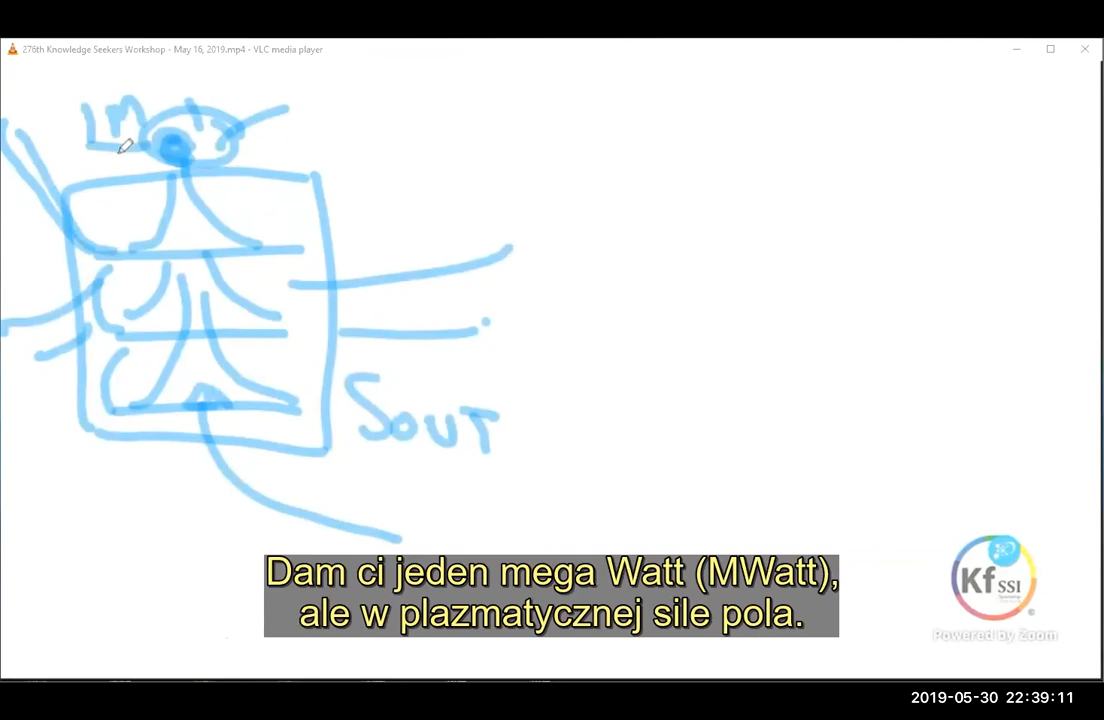 276th Knowledge Seekers Workshop - May 16, 2019.mp4 - VLC media player
1M
SOUT
Dam ci jeden mega Watt (MWatt),
ale w plazmatycznej sile pola.
Kf SSI
Powered by Zoom
2019-05-30 22:39:11